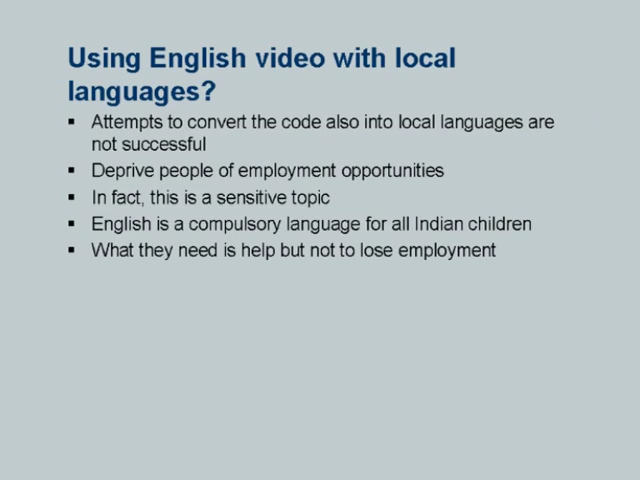 Using English video with local
languages?
▪ Attempts to convert the code also into local languages are
not successful
▪ Deprive people of employment opportunities
▪ In fact, this is a sensitive topic
▪ English is a compulsory language for all Indian children
▪ What they need is help but not to lose employment